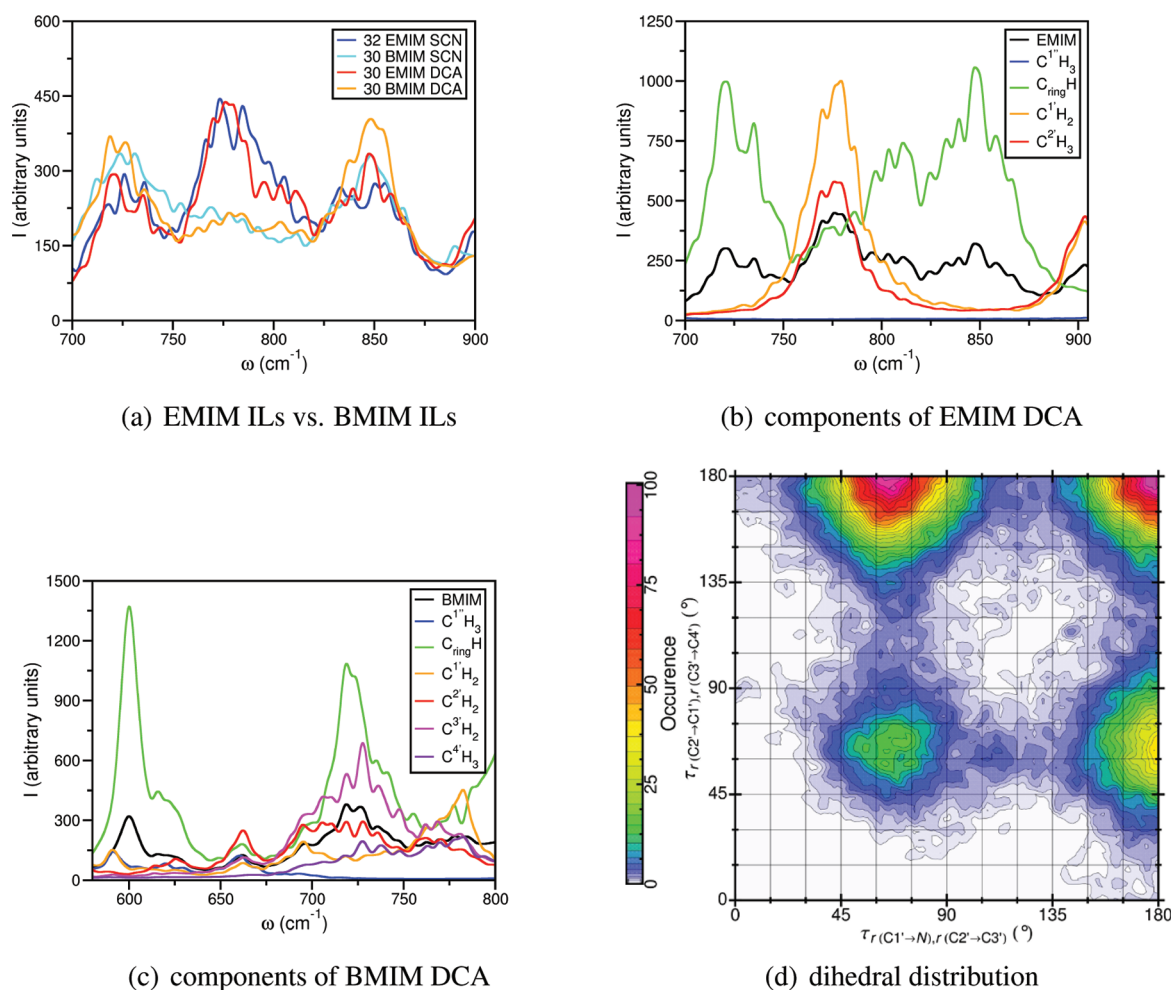 600
450
300
150
0
I (arbitrary units)
32 EMIM SCN
30 BMIM SCN
30 EMIM DCA
30 BMIM DCA
700 750 800 850 900
ω (cm⁻¹)
(a) EMIM ILs vs. BMIM ILs
1250
1000
750
500
250
0
I (arbitrary units)
EMIM
C¹''H₃
C_ringH
C¹'H₂
C²'H₃
700 750 800 850 900
ω (cm⁻¹)
(b) components of EMIM DCA
1500
1200
900
600
300
0
I (arbitrary units)
BMIM
C¹''H₃
C_ringH
C¹'H₂
C²'H₂
C³'H₂
C⁴'H₃
600 650 700 750 800
ω (cm⁻¹)
(c) components of BMIM DCA
100
75
50
25
0
Occurence
180
135
90
45
0
τ r (C2'→C1'),r (C3'→C4') (°)
0 45 90 135 180
τ r (C1'→N),r (C2'→C3') (°)
(d) dihedral distribution